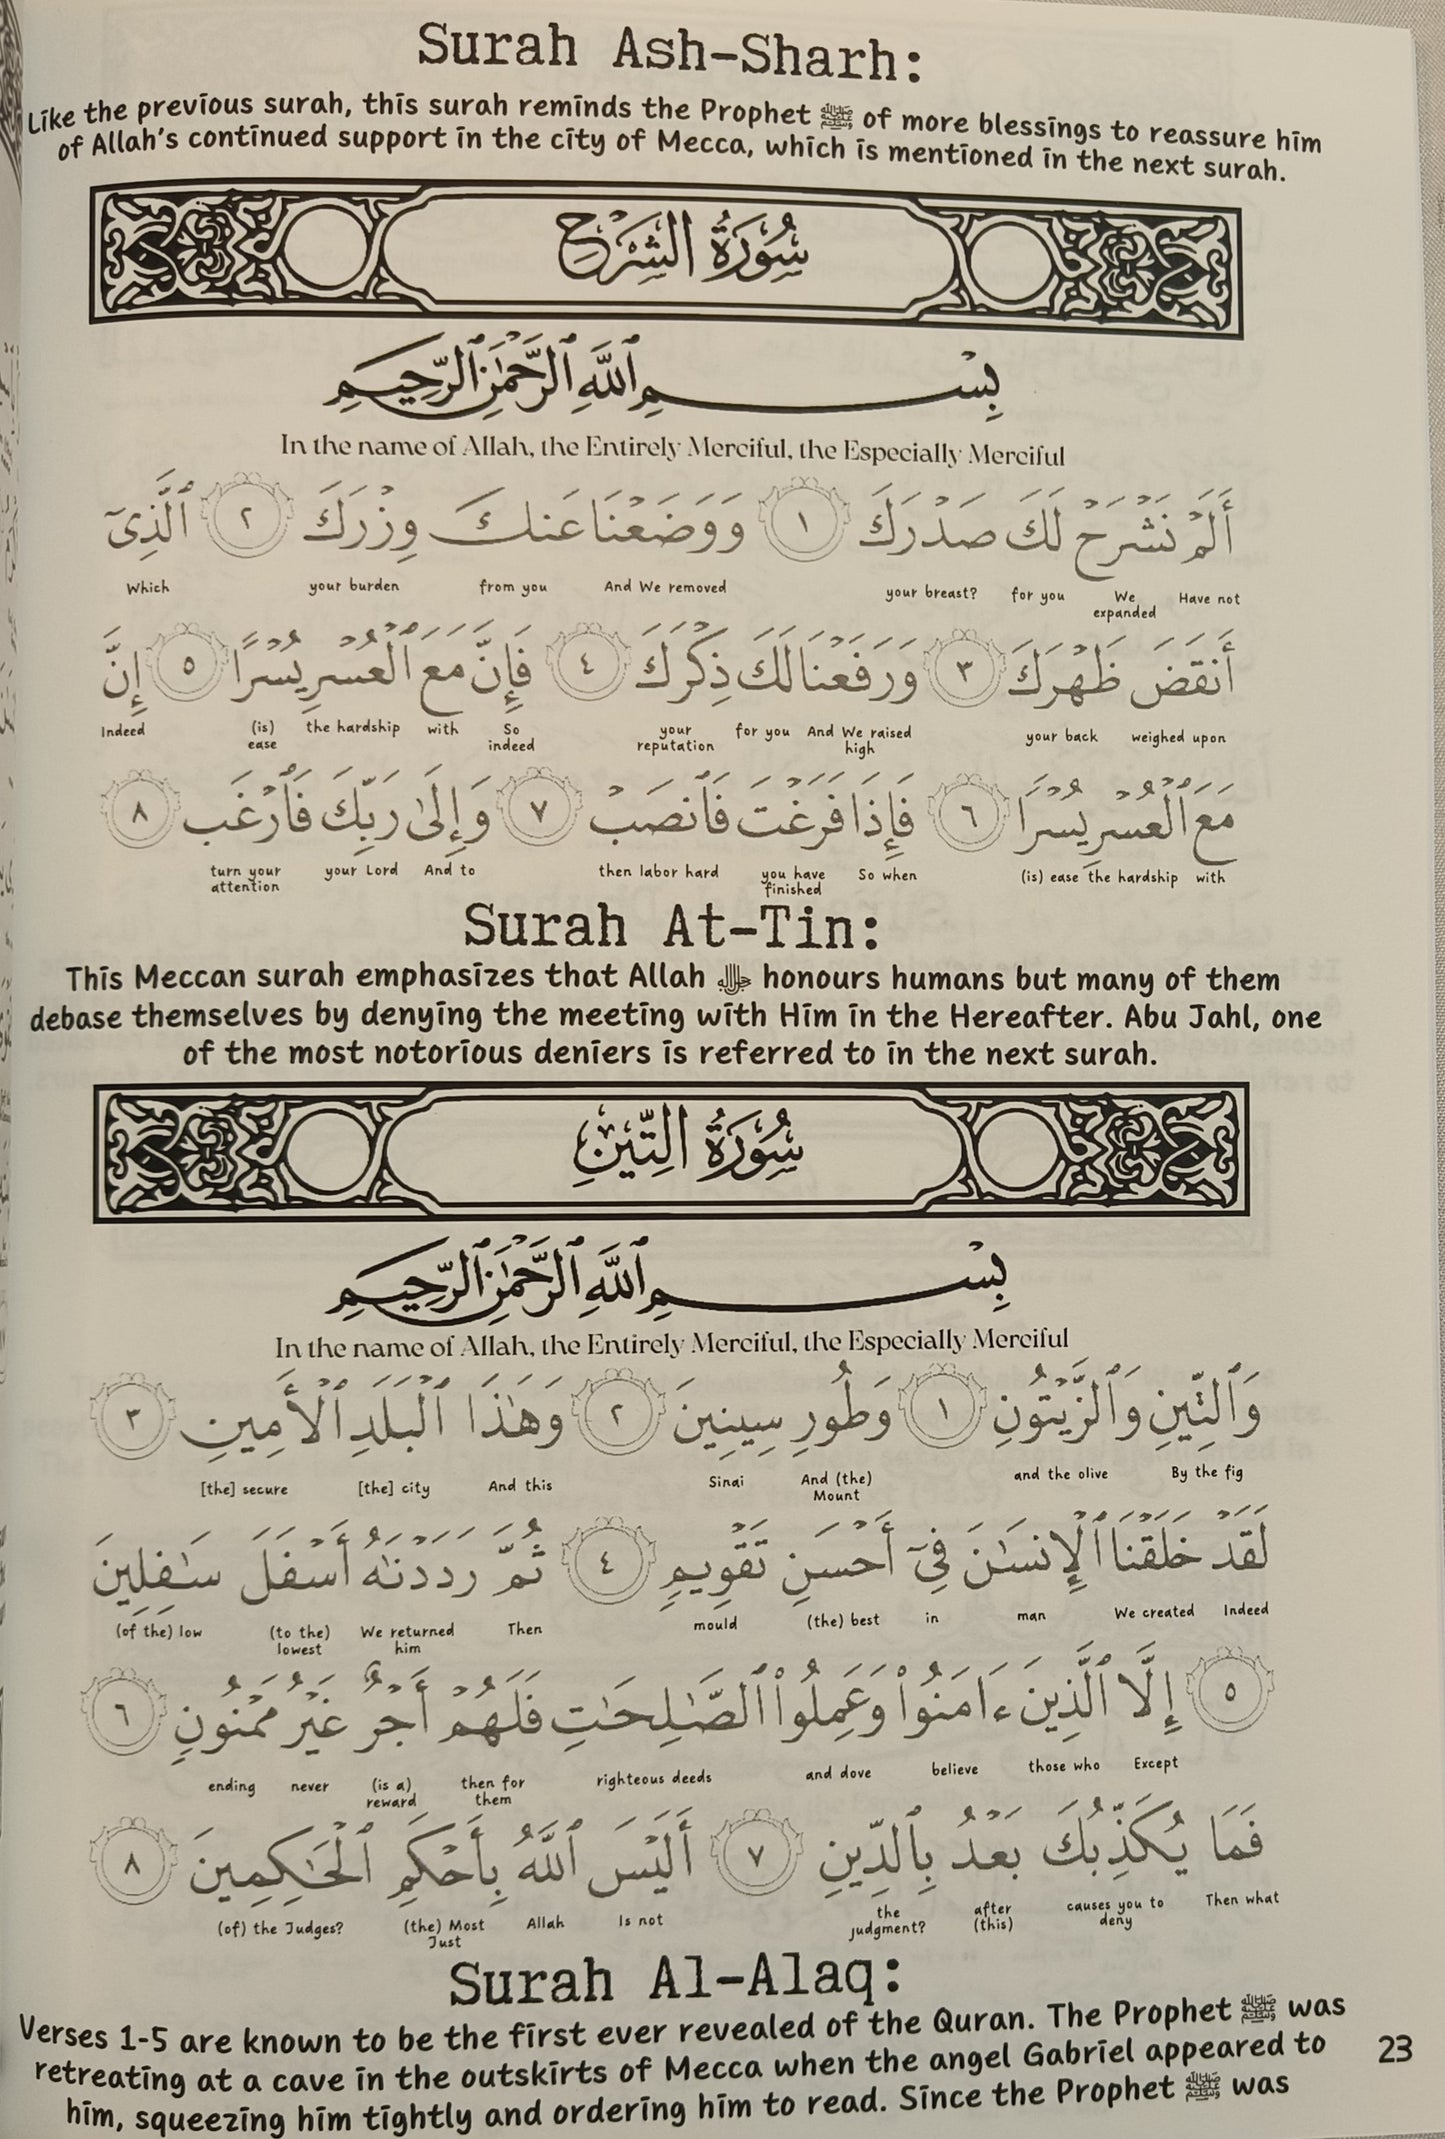 Surah Ash-Sharh:
Like the previous surah, this surah reminds the Prophet ﷺ of more blessings to reassure him
of Allah's continued support in the city of Mecca, which is mentioned in the next surah.
سُورَةُ الشَّرْحِ
بِسْمِ ٱللَّهِ ٱلرَّحْمَٰنِ ٱلرَّحِيمِ
In the name of Allah, the Entirely Merciful, the Especially Merciful
أَلَمْ نَشْرَحْ لَكَ صَدْرَكَ ١ وَوَضَعْنَا عَنكَ وِزْرَكَ ٢ ٱلَّذِىٓ
Have not We expanded for you your breast? And We removed from you your burden Which
أَنقَضَ ظَهْرَكَ ٣ وَرَفَعْنَا لَكَ ذِكْرَكَ ٤ فَإِنَّ مَعَ ٱلْعُسْرِ يُسْرًا ٥ إِنَّ
weighed upon your back And We raised high for you your reputation So indeed with the hardship (is) ease Indeed
مَعَ ٱلْعُسْرِ يُسْرًا ٦ فَإِذَا فَرَغْتَ فَٱنصَبْ ٧ وَإِلَىٰ رَبِّكَ فَٱرْغَب ٨
with the hardship (is) ease So when you have finished then labor hard And to your Lord turn your attention
Surah At-Tin:
This Meccan surah emphasizes that Allah ﷻ honours humans but many of them
debase themselves by denying the meeting with Him in the Hereafter. Abu Jahl, one
of the most notorious deniers is referred to in the next surah.
سُورَةُ التِّينِ
بِسْمِ ٱللَّهِ ٱلرَّحْمَٰنِ ٱلرَّحِيمِ
In the name of Allah, the Entirely Merciful, the Especially Merciful
وَٱلتِّينِ وَٱلزَّيْتُونِ ١ وَطُورِ سِينِينَ ٢ وَهَٰذَا ٱلْبَلَدِ ٱلْأَمِينِ ٣
By the fig and the olive And (the) Mount Sinai And this [the] city [the] secure
لَقَدْ خَلَقْنَا ٱلْإِنسَٰنَ فِىٓ أَحْسَنِ تَقْوِيمٍ ٤ ثُمَّ رَدَدْنَٰهُ أَسْفَلَ سَٰفِلِينَ
Indeed We created man in (the) best mould Then We returned him (to the) lowest (of the) low
٥ إِلَّا ٱلَّذِينَ ءَامَنُوا۟ وَعَمِلُوا۟ ٱلصَّٰلِحَٰتِ فَلَهُمْ أَجْرٌ غَيْرُ مَمْنُونٍ ٦
Except those who believe and dove righteous deeds then for them (is a) reward never ending
فَمَا يُكَذِّبُكَ بَعْدُ بِٱلدِّينِ ٧ أَلَيْسَ ٱللَّهُ بِأَحْكَمِ ٱلْحَٰكِمِينَ ٨
Then what causes you to deny after (this) the judgment? Is not Allah (the) Most Just (of) the Judges?
Surah Al-Alaq:
Verses 1-5 are known to be the first ever revealed of the Quran. The Prophet ﷺ was
retreating at a cave in the outskirts of Mecca when the angel Gabriel appeared to
him, squeezing him tightly and ordering him to read. Since the Prophet ﷺ was
23